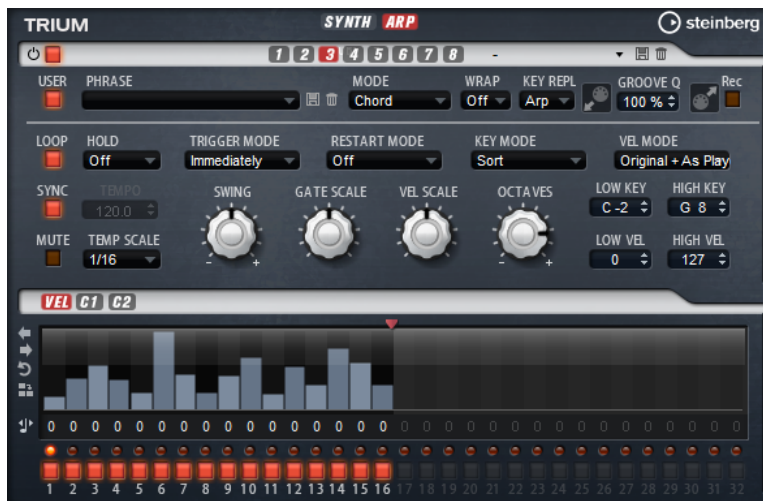 TRIUM SYNTH ARP steinberg
1 2 3 4 5 6 7 8 -
USER PHRASE MODE WRAP KEY REPL GROOVE Q Rec
Chord Off Arp 100 %
LOOP HOLD TRIGGER MODE RESTART MODE KEY MODE VEL MODE
Off Immediately Off Sort Original + As Play
SYNC TEMPO SWING GATE SCALE VEL SCALE OCTAVES LOW KEY HIGH KEY
120.0 C -2 G 8
MUTE TEMP SCALE LOW VEL HIGH VEL
1/16 - + - + 0 127
VEL C1 C2
0 0 0 0 0 0 0 0 0 0 0 0 0 0 0 0 0 0 0 0 0 0 0 0 0 0 0 0 0 0 0 0
1 2 3 4 5 6 7 8 9 10 11 12 13 14 15 16 17 18 19 20 21 22 23 24 25 26 27 28 29 30 31 32